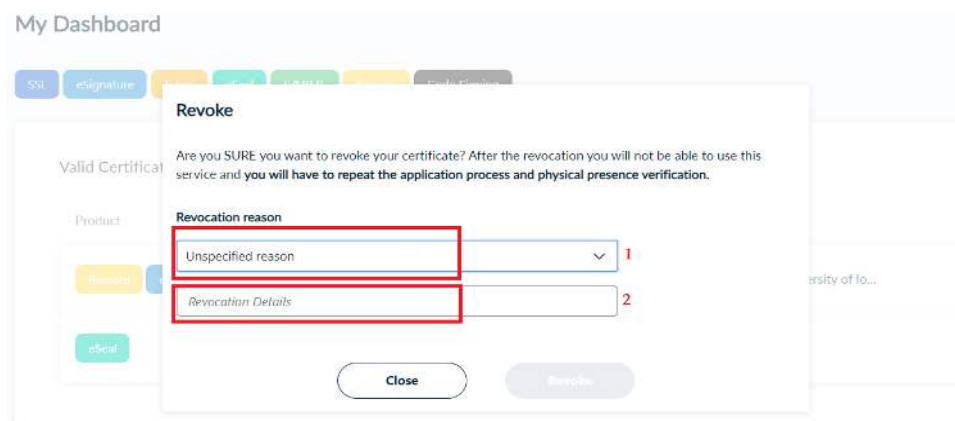 My Dashboard
SSL eSignature
Revoke
Are you SURE you want to revoke your certificate? After the revocation you will not be able to use this
service and you will have to repeat the application process and physical presence verification.
Valid Certificat
Product
Revocation reason
Unspecified reason 1
Remote ersity of Io...
Revocation Details 2
eSeal
Close Revoke